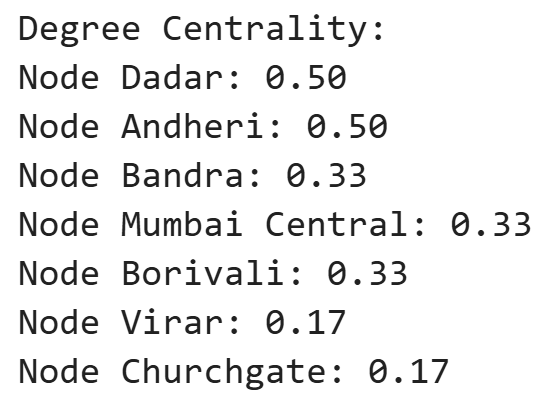 Degree Centrality:
Node Dadar: 0.50
Node Andheri: 0.50
Node Bandra: 0.33
Node Mumbai Central: 0.33
Node Borivali: 0.33
Node Virar: 0.17
Node Churchgate: 0.17